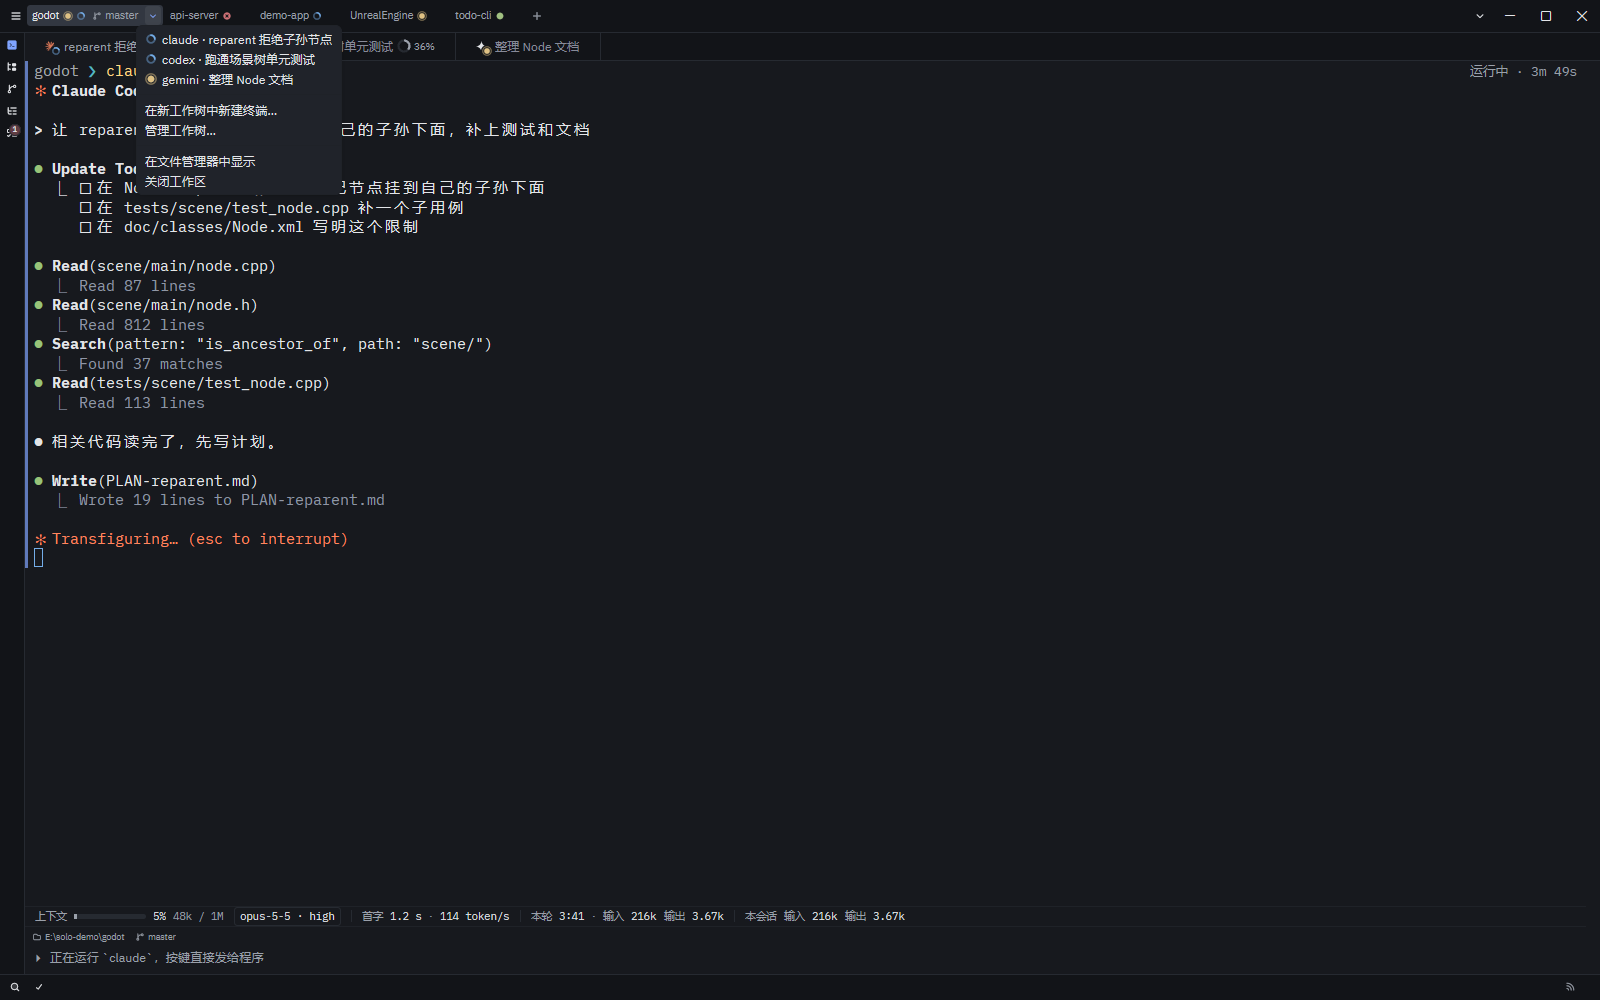 godot master api-server demo-app UnrealEngine todo-cli
reparent 拒绝 树单元测试 36% 整理 Node 文档
claude · reparent 拒绝子孙节点
codex · 跑通场景树单元测试
gemini · 整理 Node 文档
在新工作树中新建终端...
管理工作树...
在文件管理器中显示
关闭工作区
godot ❯ clau
运行中 · 3m 49s
✻ Claude Co
> 让 reparen 己的子孙下面，补上测试和文档
● Update Tod
⎿ ☐ 在 No 节点挂到自己的子孙下面
☐ 在 tests/scene/test_node.cpp 补一个子用例
☐ 在 doc/classes/Node.xml 写明这个限制
● Read(scene/main/node.cpp)
⎿ Read 87 lines
● Read(scene/main/node.h)
⎿ Read 812 lines
● Search(pattern: "is_ancestor_of", path: "scene/")
⎿ Found 37 matches
● Read(tests/scene/test_node.cpp)
⎿ Read 113 lines
● 相关代码读完了，先写计划。
● Write(PLAN-reparent.md)
⎿ Wrote 19 lines to PLAN-reparent.md
✻ Transfiguring… (esc to interrupt)
上下文 5% 48k / 1M opus-5-5 · high 首字 1.2 s · 114 token/s 本轮 3:41 · 输入 216k 输出 3.67k 本会话 输入 216k 输出 3.67k
E:\solo-demo\godot master
正在运行 `claude`，按键直接发给程序